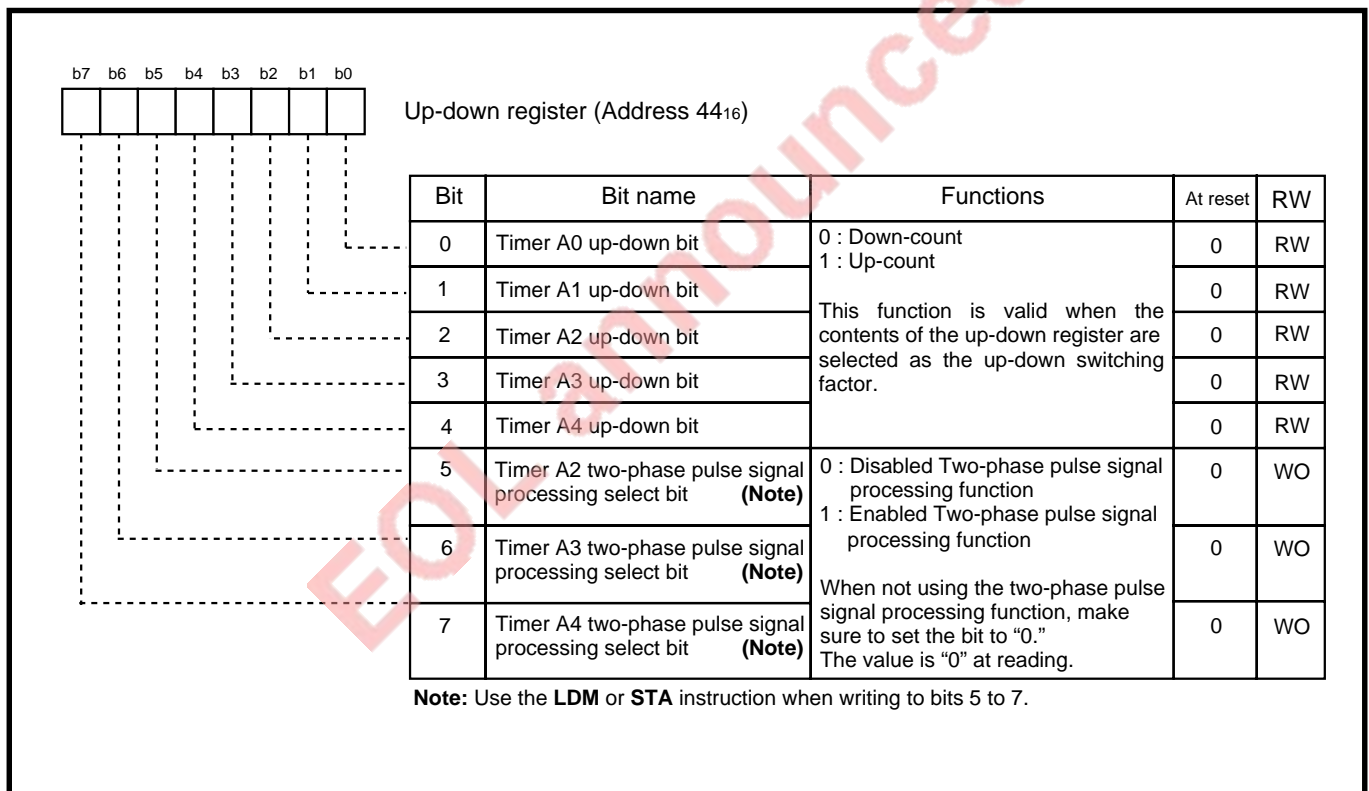 b7 b6 b5 b4 b3 b2 b1 b0
Up-down register (Address 4416)
Bit Bit name Functions At reset RW
0 Timer A0 up-down bit 0 : Down-count 0 RW
1 : Up-count
1 Timer A1 up-down bit 0 RW
This function is valid when the
2 Timer A2 up-down bit contents of the up-down register are 0 RW
selected as the up-down switching
3 Timer A3 up-down bit factor. 0 RW
4 Timer A4 up-down bit 0 RW
5 Timer A2 two-phase pulse signal 0 : Disabled Two-phase pulse signal 0 WO
processing select bit (Note) processing function
1 : Enabled Two-phase pulse signal
6 Timer A3 two-phase pulse signal processing function 0 WO
processing select bit (Note)
When not using the two-phase pulse
signal processing function, make
7 Timer A4 two-phase pulse signal sure to set the bit to “0.” 0 WO
processing select bit (Note) The value is “0” at reading.
Note: Use the LDM or STA instruction when writing to bits 5 to 7.
EOL announce